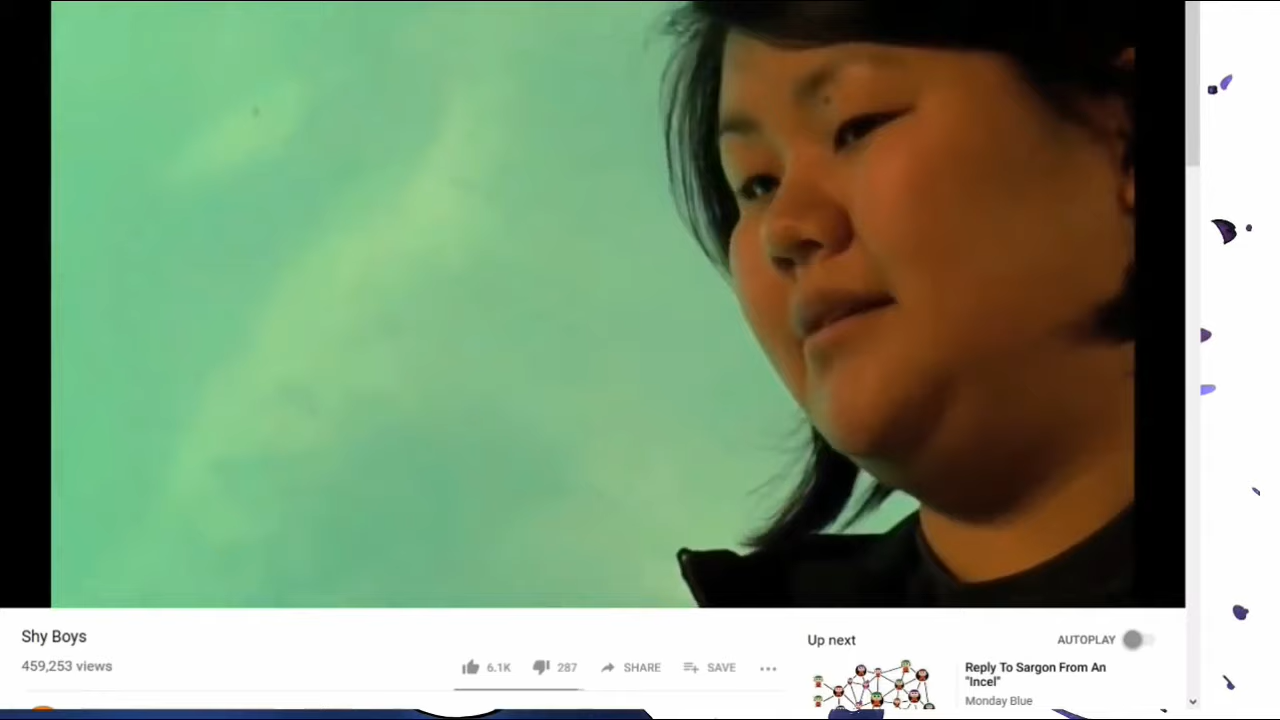 Shy Boys
459,253 views
6.1K
287
SHARE
SAVE
Up next
AUTOPLAY
Reply To Sargon From An
"Incel"
Monday Blue